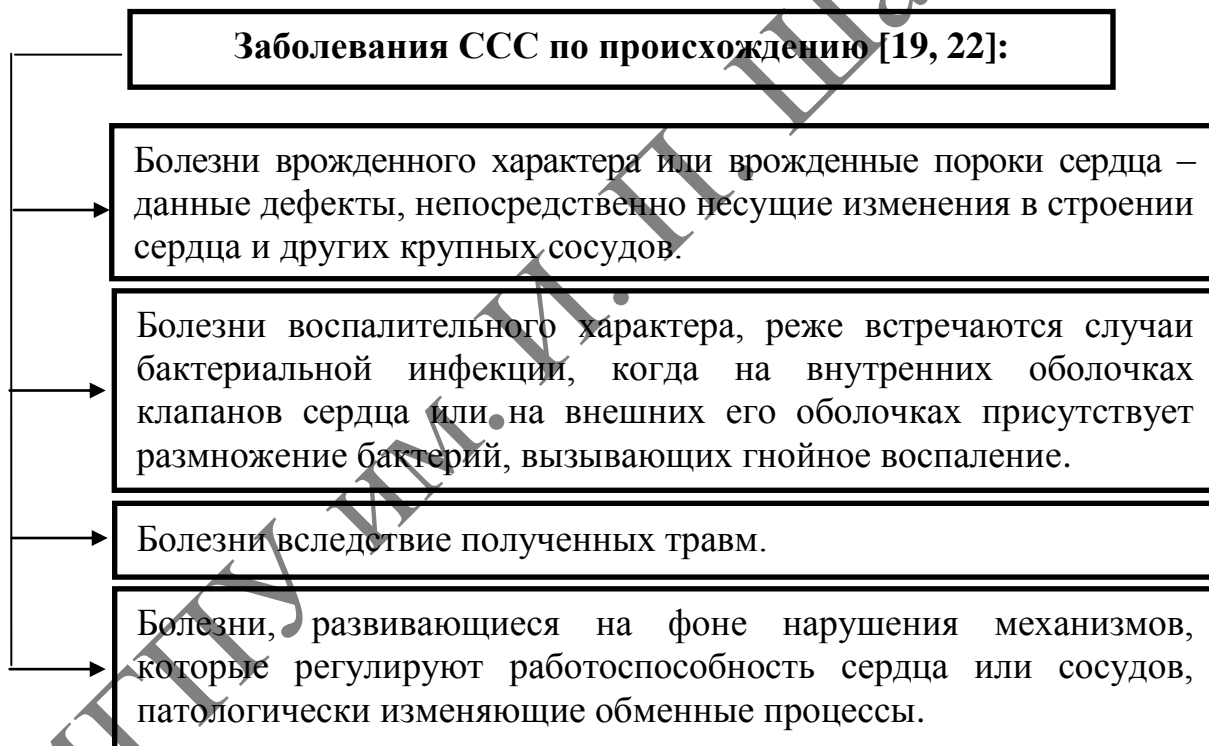 Заболевания ССС по происхождению [19, 22]:
Болезни врожденного характера или врожденные пороки сердца –
данные дефекты, непосредственно несущие изменения в строении
сердца и других крупных сосудов.
Болезни воспалительного характера, реже встречаются случаи
бактериальной инфекции, когда на внутренних оболочках
клапанов сердца или на внешних его оболочках присутствует
размножение бактерий, вызывающих гнойное воспаление.
Болезни вследствие полученных травм.
Болезни, развивающиеся на фоне нарушения механизмов,
которые регулируют работоспособность сердца или сосудов,
патологически изменяющие обменные процессы.
им. И. П.